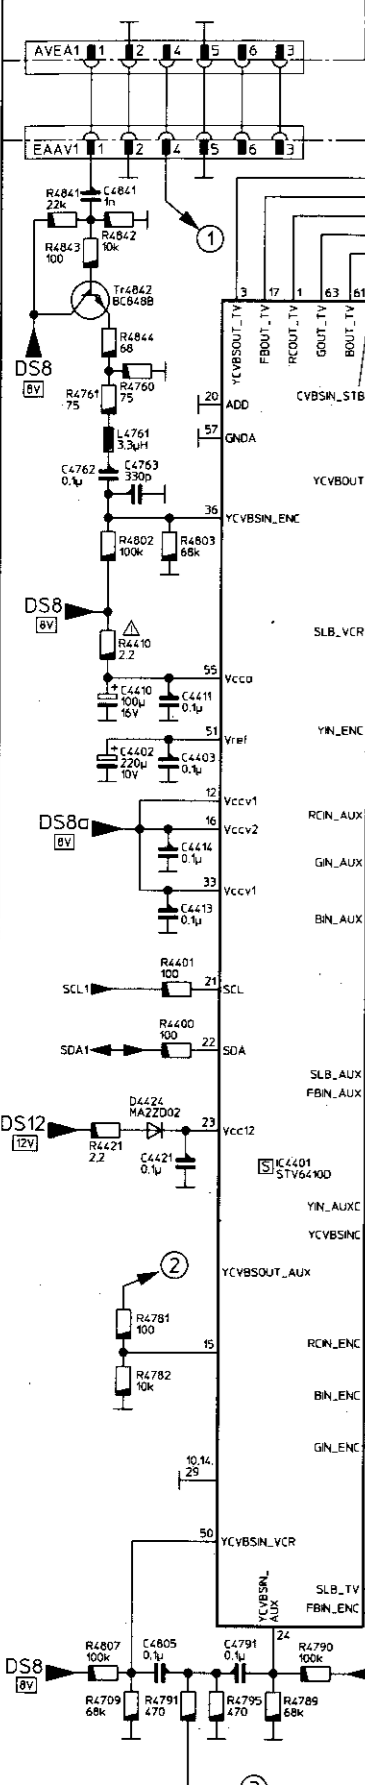 AVEA1 1 2 4 5 6 3
EAAV1 1 2 4 5 6 3
R4841
22k
C4841
1n
R4842
10k
R4843
100
1
Tr4842
BC848B
3 17 1 63 61
YCVBSOUT_TV
FBOUT_TV
RCOUT_TV
GOUT_TV
BOUT_TV
R4844
68
DS8
8V
R4761
75
R4760
75
20 ADD
CVBSIN_STB
57 GNDA
L4761
3.3µH
C4762
0.1µ
C4763
330p
YCVBOUT
36
YCVBSIN_ENC
R4802
100k
R4803
68k
DS8
8V
R4410
2.2
SLB_VCR
55 Vcca
C4410
100µ
16V
C4411
0.1µ
51 Vref
YIN_ENC
C4402
220µ
10V
C4403
0.1µ
12 Vccv1
DS8a
8V
16 Vccv2
RCIN_AUX
C4414
0.1µ
GIN_AUX
33 Vccv1
C4413
0.1µ
BIN_AUX
R4401
100
SCL1
21 SCL
R4400
100
SDA1
22 SDA
SLB_AUX
FBIN_AUX
D4424
MA2ZD02
DS12
12V
23 Vcc12
R4421
2.2
C4421
0.1µ
S IC4401
STV6410D
YIN_AUXC
YCVBSINC
2
YCVBSOUT_AUX
R4781
100
15
RCIN_ENC
R4782
10k
BIN_ENC
GIN_ENC
10,14,
29
50
YCVBSIN_VCR
YCVBSIN_
AUX
SLB_TV
FBIN_ENC
24
R4807
100k
C4805
0.1µ
C4791
0.1µ
R4790
100k
DS8
8V
R4709
68k
R4791
470
R4795
470
R4789
68k